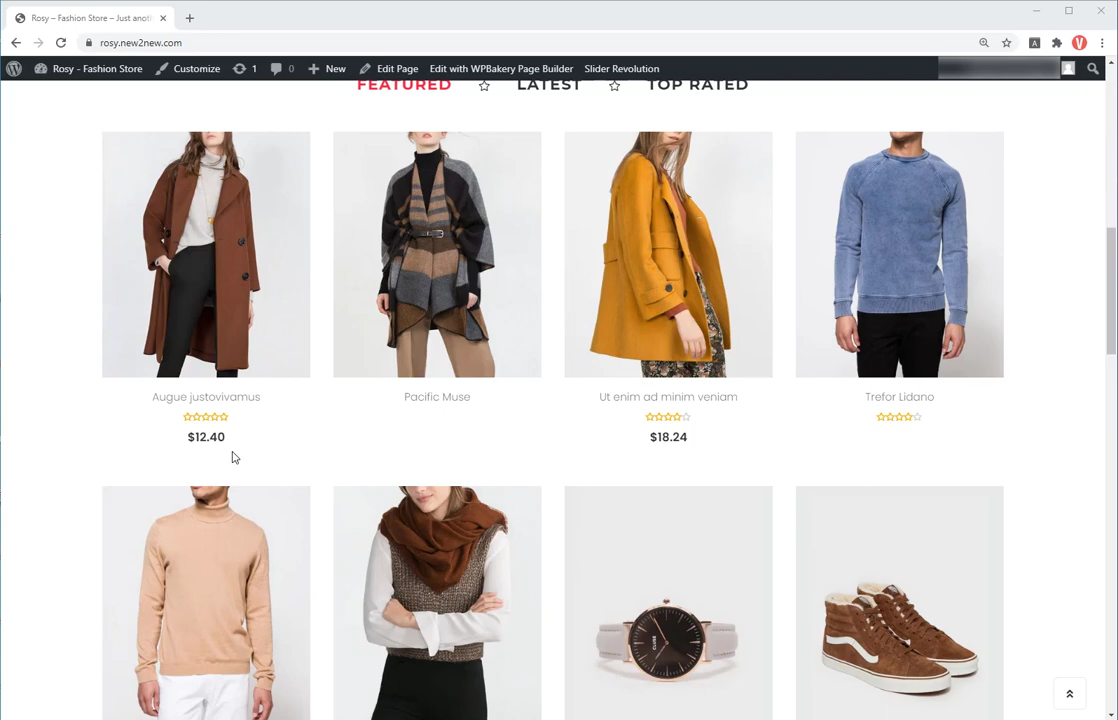 Rosy – Fashion Store – Just anot
rosy.new2new.com
Rosy - Fashion Store Customize 1 0 New Edit Page Edit with WPBakery Page Builder Slider Revolution
FEATURED LATEST TOP RATED
Augue justovivamus Pacific Muse Ut enim ad minim veniam Trefor Lidano
$12.40 $18.24
CLUSE